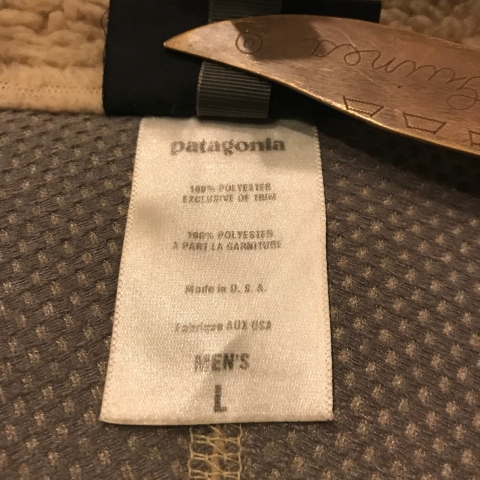 patagonia
100% POLYESTER
EXCLUSIVE OF TRIM
100% POLYESTER
À PART LA GARNITURE
Made in U. S. A.
Fabriqué AUX USA
MEN'S
L
©